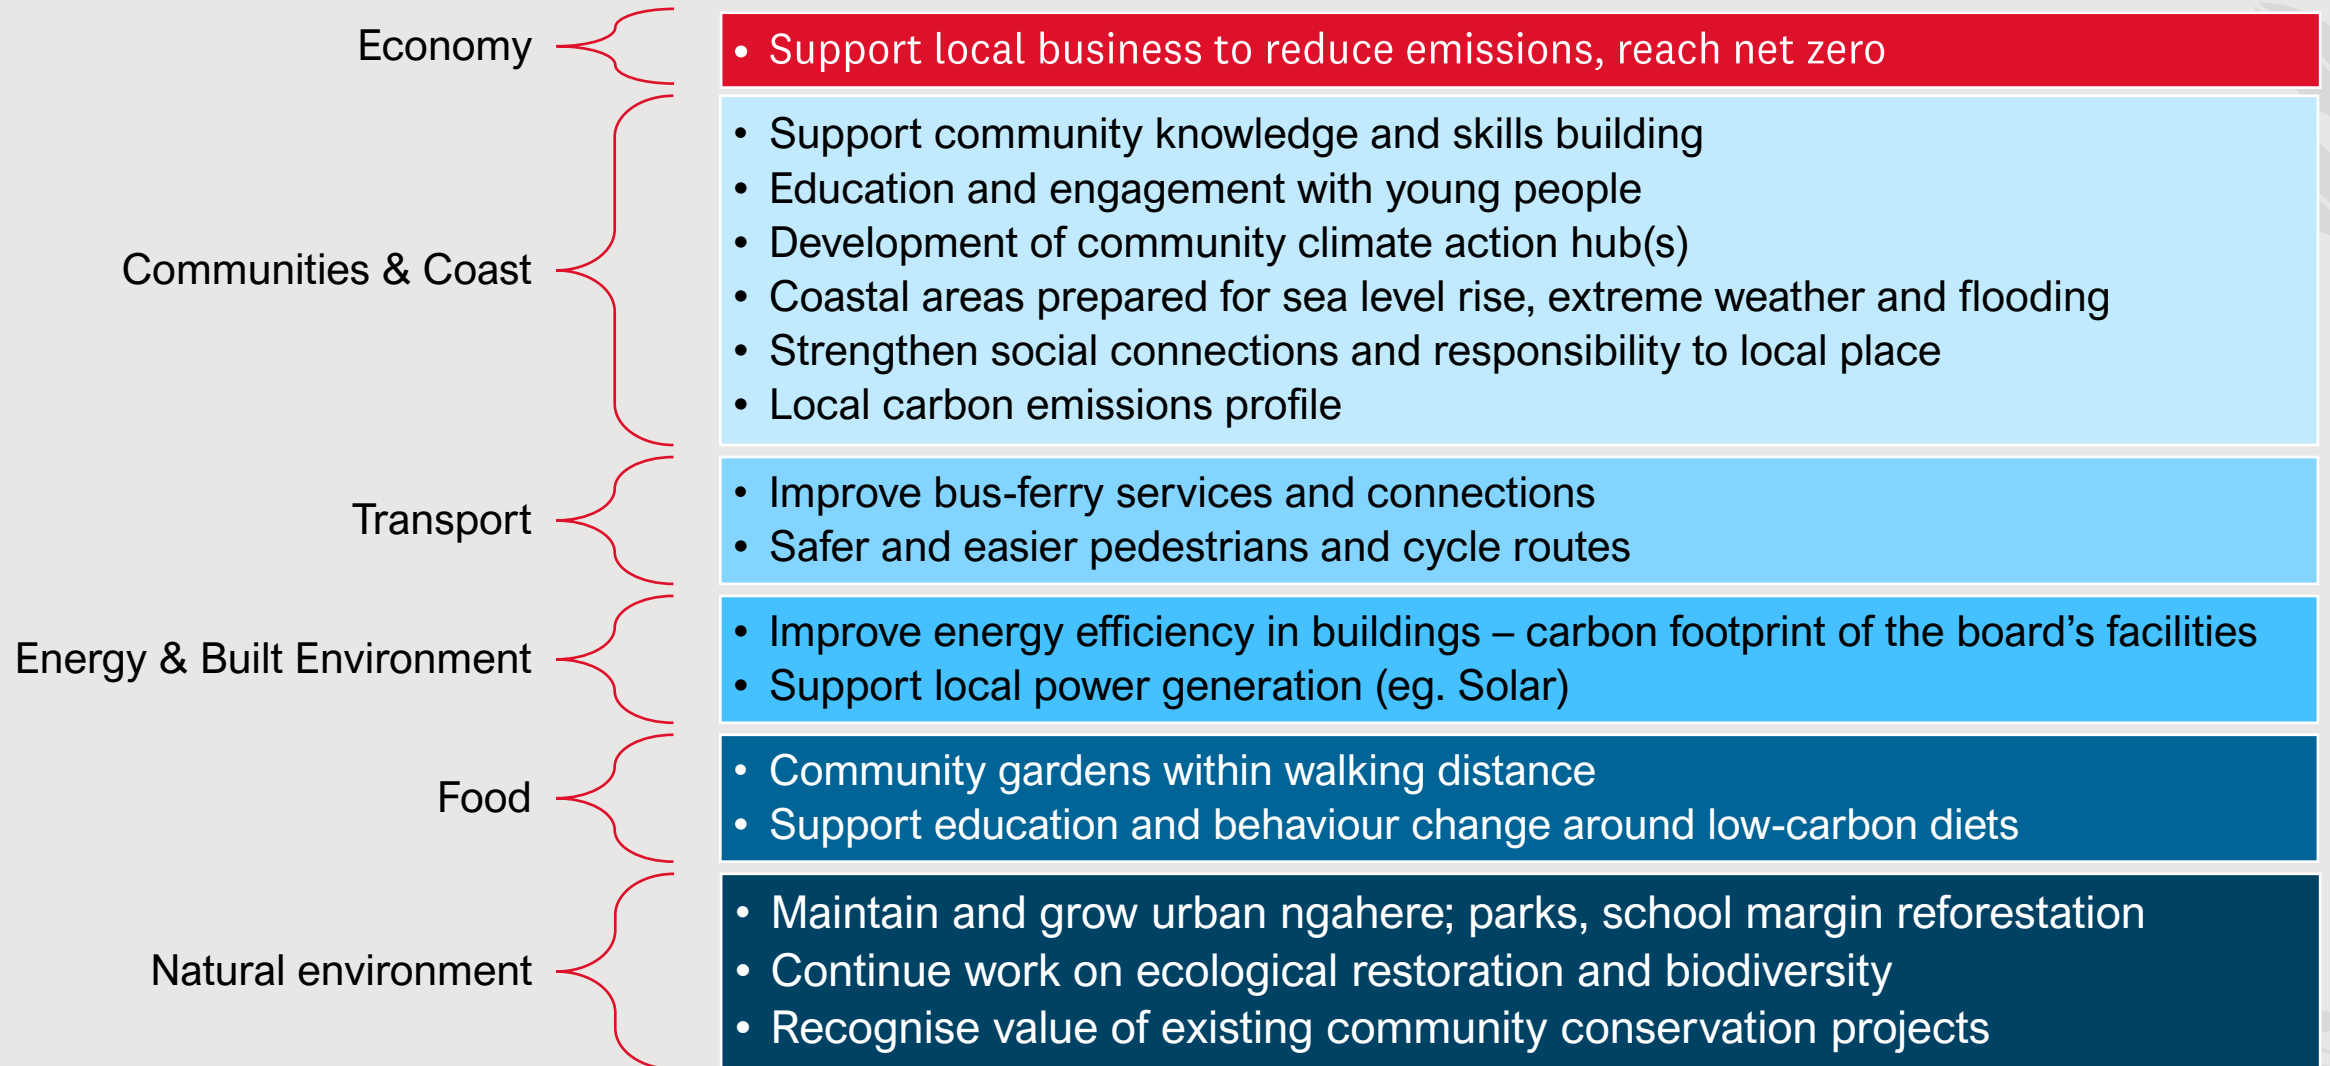 Economy
• Support local business to reduce emissions, reach net zero
Communities & Coast
• Support community knowledge and skills building
• Education and engagement with young people
• Development of community climate action hub(s)
• Coastal areas prepared for sea level rise, extreme weather and flooding
• Strengthen social connections and responsibility to local place
• Local carbon emissions profile
Transport
• Improve bus-ferry services and connections
• Safer and easier pedestrians and cycle routes
Energy & Built Environment
• Improve energy efficiency in buildings – carbon footprint of the board’s facilities
• Support local power generation (eg. Solar)
Food
• Community gardens within walking distance
• Support education and behaviour change around low-carbon diets
Natural environment
• Maintain and grow urban ngahere; parks, school margin reforestation
• Continue work on ecological restoration and biodiversity
• Recognise value of existing community conservation projects